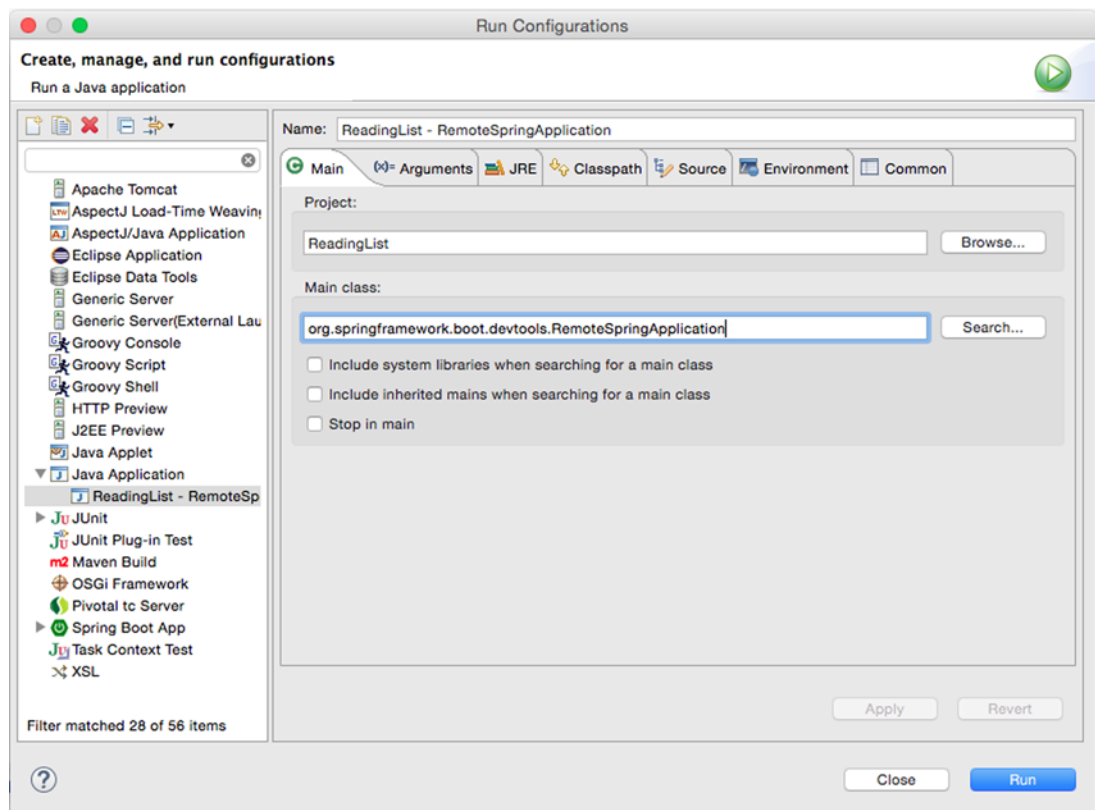 Run Configurations
Create, manage, and run configurations
Run a Java application
Name: ReadingList - RemoteSpringApplication
Main (x)= Arguments JRE Classpath Source Environment Common
Apache Tomcat
LTW AspectJ Load-Time Weaving
AJ AspectJ/Java Application
Eclipse Application
Eclipse Data Tools
Generic Server
Generic Server(External Lau
Groovy Console
Groovy Script
Groovy Shell
HTTP Preview
J2EE Preview
Java Applet
Java Application
ReadingList - RemoteSp
Ju JUnit
JUnit Plug-in Test
m2 Maven Build
OSGi Framework
Pivotal tc Server
Spring Boot App
Ju Task Context Test
XSL
Filter matched 28 of 56 items
Project:
ReadingList
Browse...
Main class:
org.springframework.boot.devtools.RemoteSpringApplication
Search...
Include system libraries when searching for a main class
Include inherited mains when searching for a main class
Stop in main
Apply Revert
? Close Run